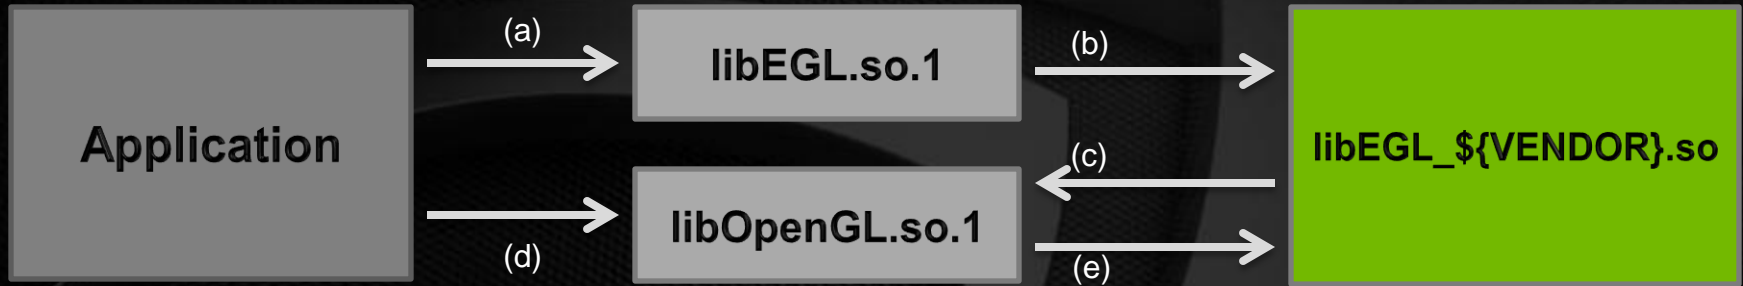 (a)
(b)
libEGL.so.1
Application
libEGL_${VENDOR}.so
(c)
libOpenGL.so.1
(d)
(e)